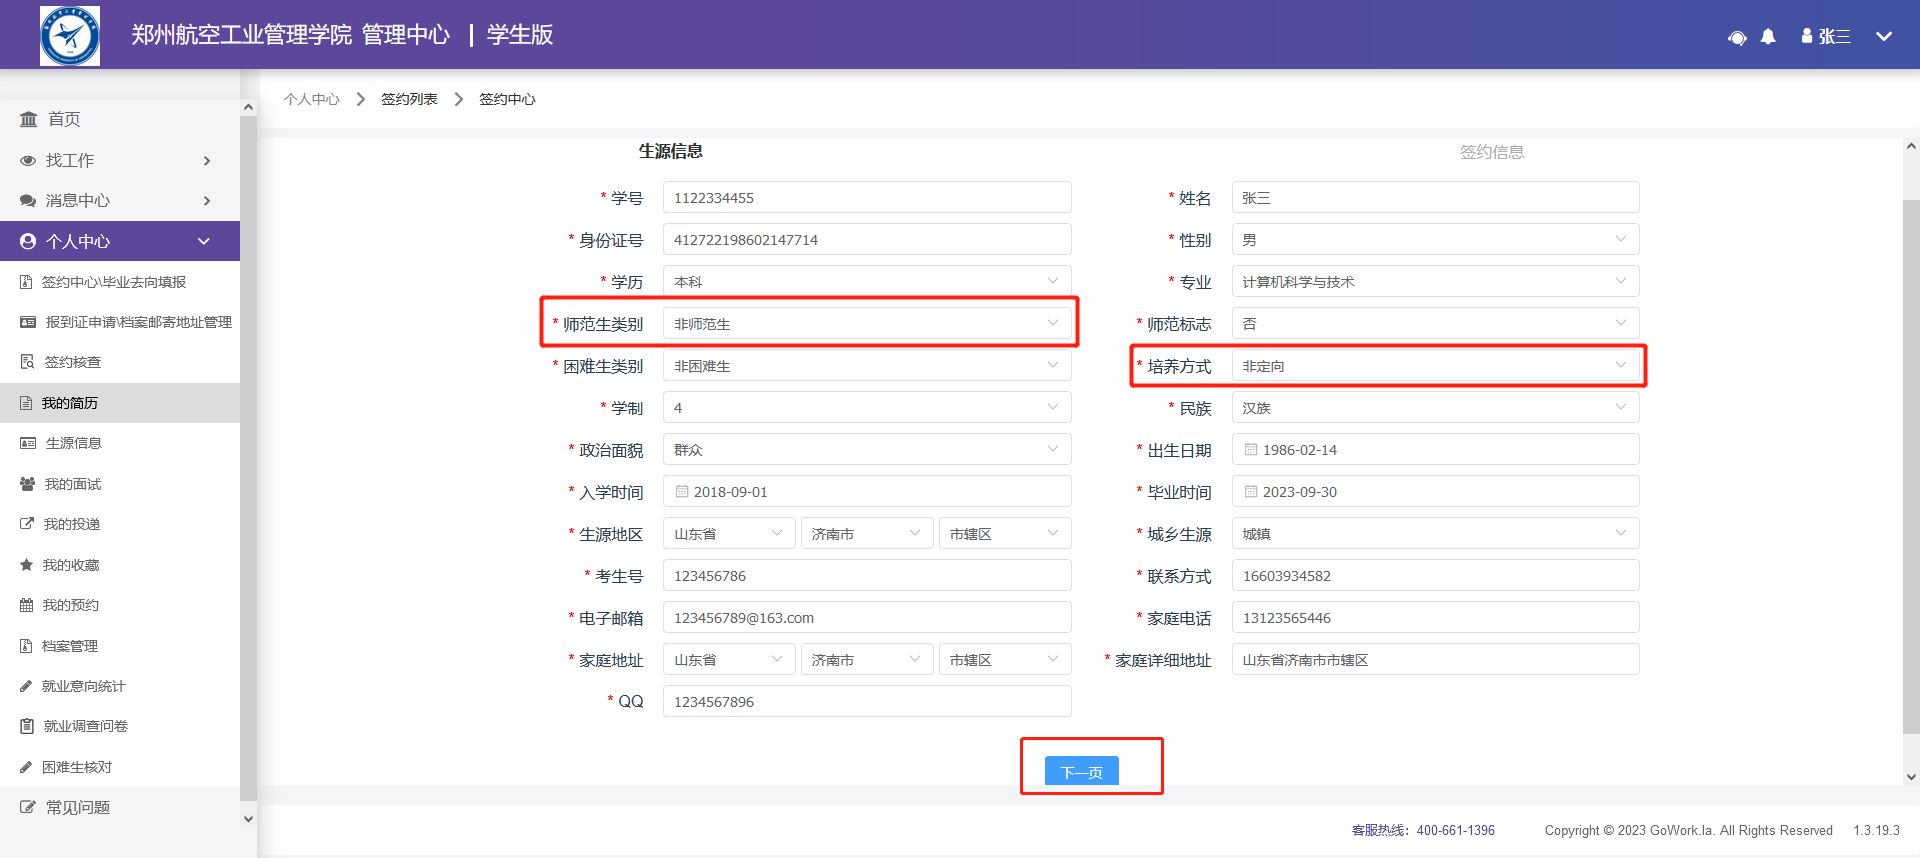 郑州航空工业管理学院 管理中心 | 学生版
张三
首页
找工作
消息中心
个人中心
签约中心\毕业去向填报
报到证申请\档案邮寄地址管理
签约核查
我的简历
生源信息
我的面试
我的投递
我的收藏
我的预约
档案管理
就业意向统计
就业调查问卷
困难生核对
常见问题
个人中心 > 签约列表 > 签约中心
生源信息 签约信息
* 学号 1122334455 * 姓名 张三
* 身份证号 412722198602147714 * 性别 男
* 学历 本科 * 专业 计算机科学与技术
* 师范生类别 非师范生 * 师范标志 否
* 困难生类别 非困难生 * 培养方式 非定向
* 学制 4 * 民族 汉族
* 政治面貌 群众 * 出生日期 1986-02-14
* 入学时间 2018-09-01 * 毕业时间 2023-09-30
* 生源地区 山东省 济南市 市辖区 * 城乡生源 城镇
* 考生号 123456786 * 联系方式 16603934582
* 电子邮箱 123456789@163.com * 家庭电话 13123565446
* 家庭地址 山东省 济南市 市辖区 * 家庭详细地址 山东省济南市市辖区
* QQ 1234567896
下一页
客服热线：400-661-1396 Copyright © 2023 GoWork.la. All Rights Reserved 1.3.19.3